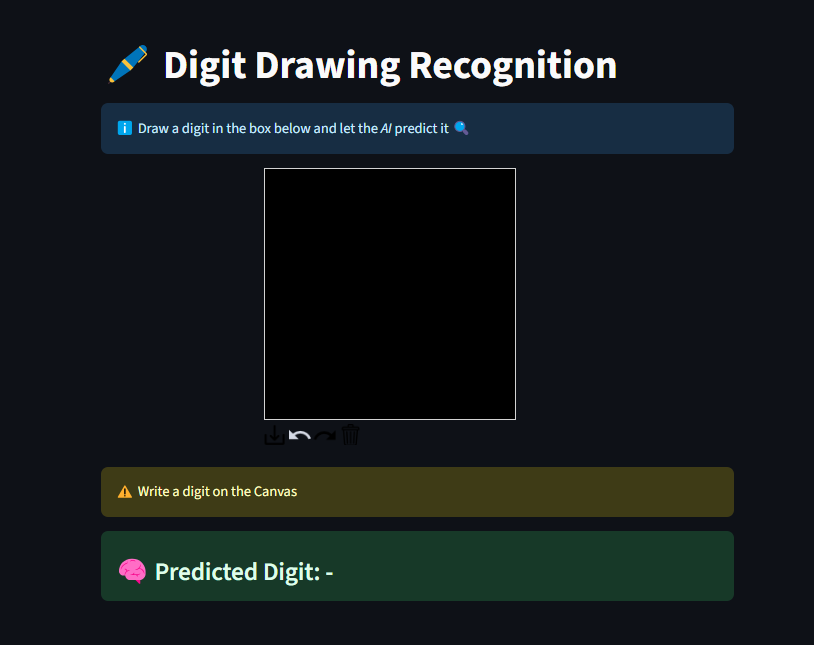 Digit Drawing Recognition
Draw a digit in the box below and let the AI predict it
Write a digit on the Canvas
Predicted Digit: -